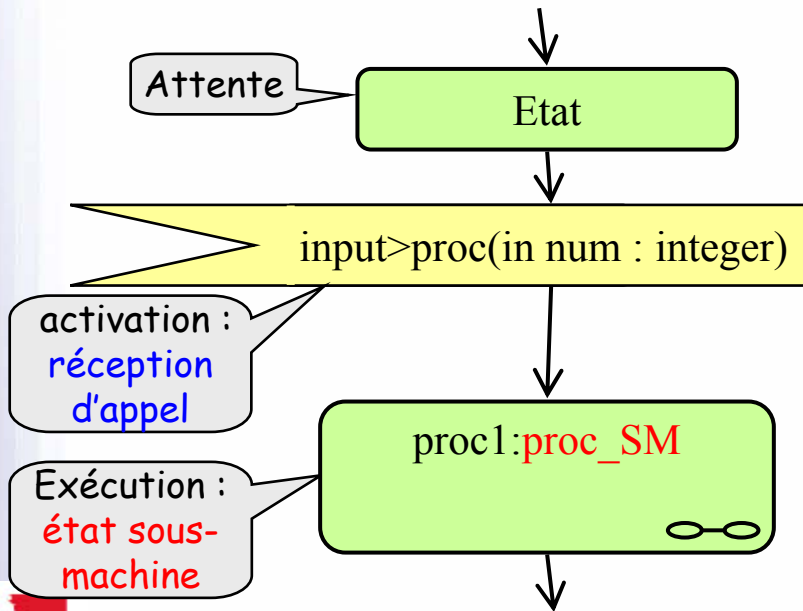 Attente
Etat
input>proc(in num : integer)
activation :
réception
d'appel
proc1:proc_SM
Exécution :
état sous-
machine